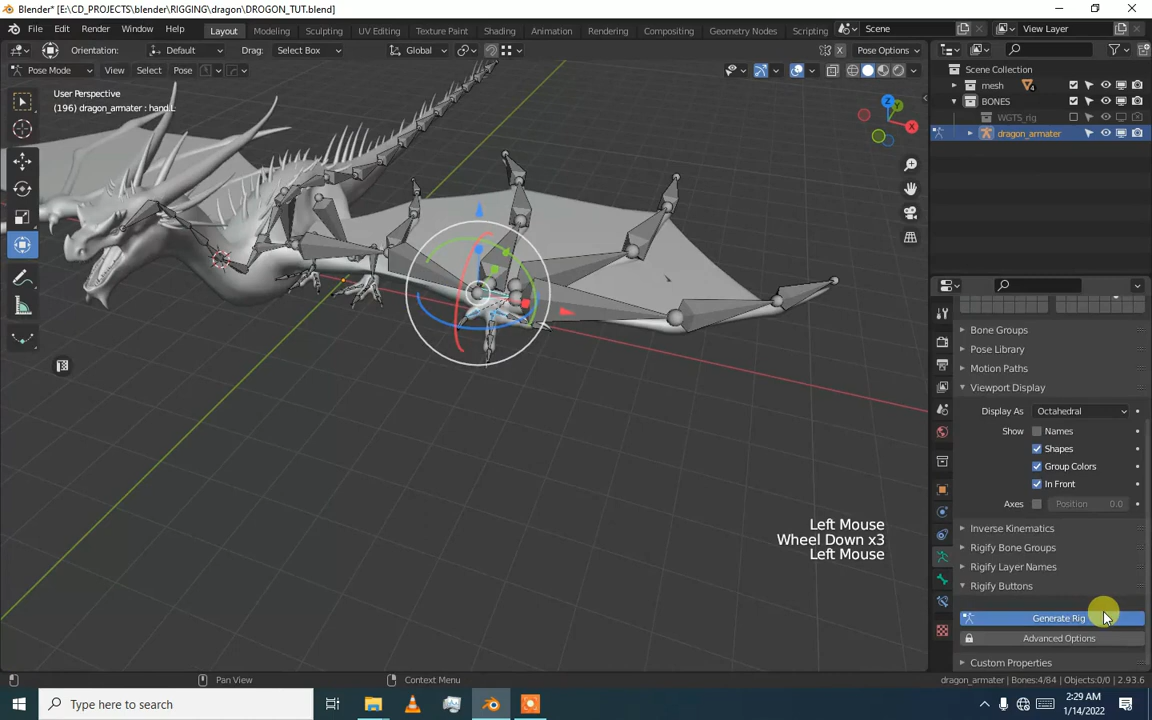 Blender* [E:\CD_PROJECTS\blender\RIGGING\dragon\DROGON_TUT.blend]
File Edit Render Window Help Layout Modeling Sculpting UV Editing Texture Paint Shading Animation Rendering Compositing Geometry Nodes Scripting Scene View Layer
Orientation: Default Drag: Select Box Global X Pose Options
Pose Mode View Select Pose
Scene Collection
User Perspective
(196) dragon_armater : hand.L
mesh 4
BONES
WGTS_rig
dragon_armater
Z
Y
X
Bone Groups
Pose Library
Motion Paths
Viewport Display
Display As Octahedral
Show Names
Shapes
Group Colors
In Front
Axes Position 0.0
Inverse Kinematics
Rigify Bone Groups
Rigify Layer Names
Rigify Buttons
Generate Rig
Advanced Options
Custom Properties
Left Mouse
Wheel Down x3
Left Mouse
Pan View Context Menu dragon_armater | Bones:4/84 | Objects:0/0 | 2.93.6
Type here to search
2:29 AM
1/14/2022